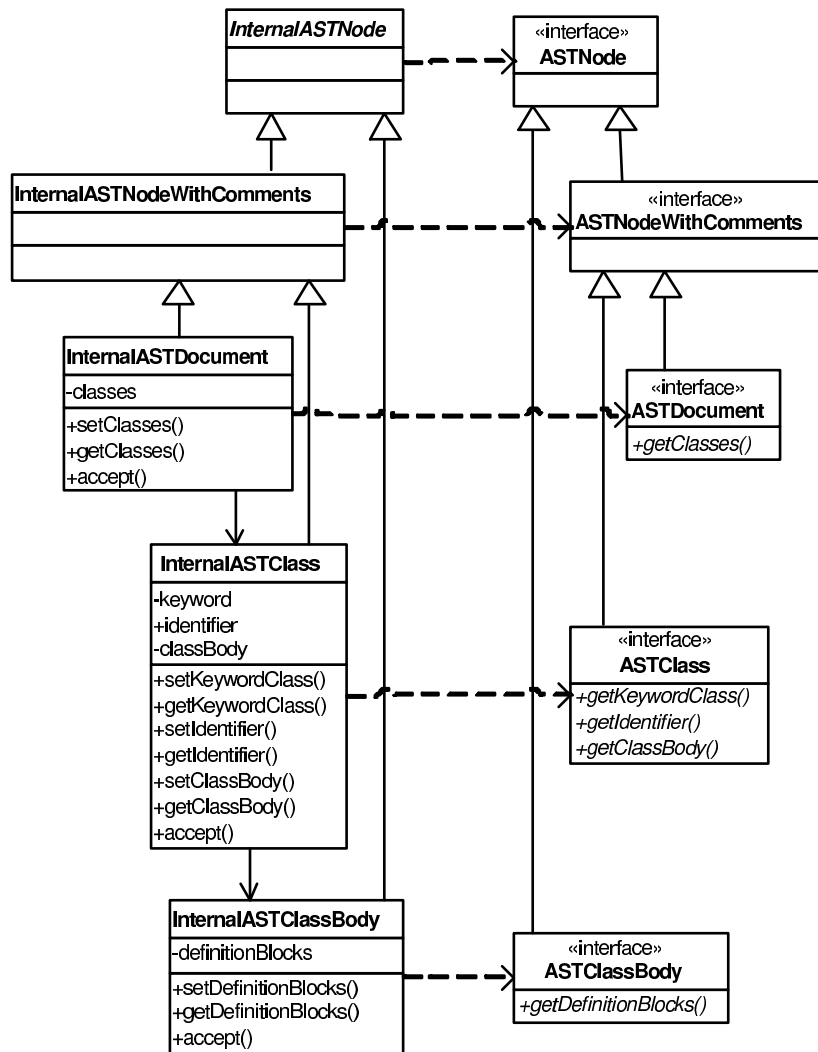 InternalASTNode
«interface»
ASTNode
InternalASTNodeWithComments
«interface»
ASTNodeWithComments
InternalASTDocument
-classes
+setClasses()
+getClasses()
+accept()
«interface»
ASTDocument
+getClasses()
InternalASTClass
-keyword
+identifier
-classBody
+setKeywordClass()
+getKeywordClass()
+setIdentifier()
+getIdentifier()
+setClassBody()
+getClassBody()
+accept()
«interface»
ASTClass
+getKeywordClass()
+getIdentifier()
+getClassBody()
InternalASTClassBody
-definitionBlocks
+setDefinitionBlocks()
+getDefinitionBlocks()
+accept()
«interface»
ASTClassBody
+getDefinitionBlocks()